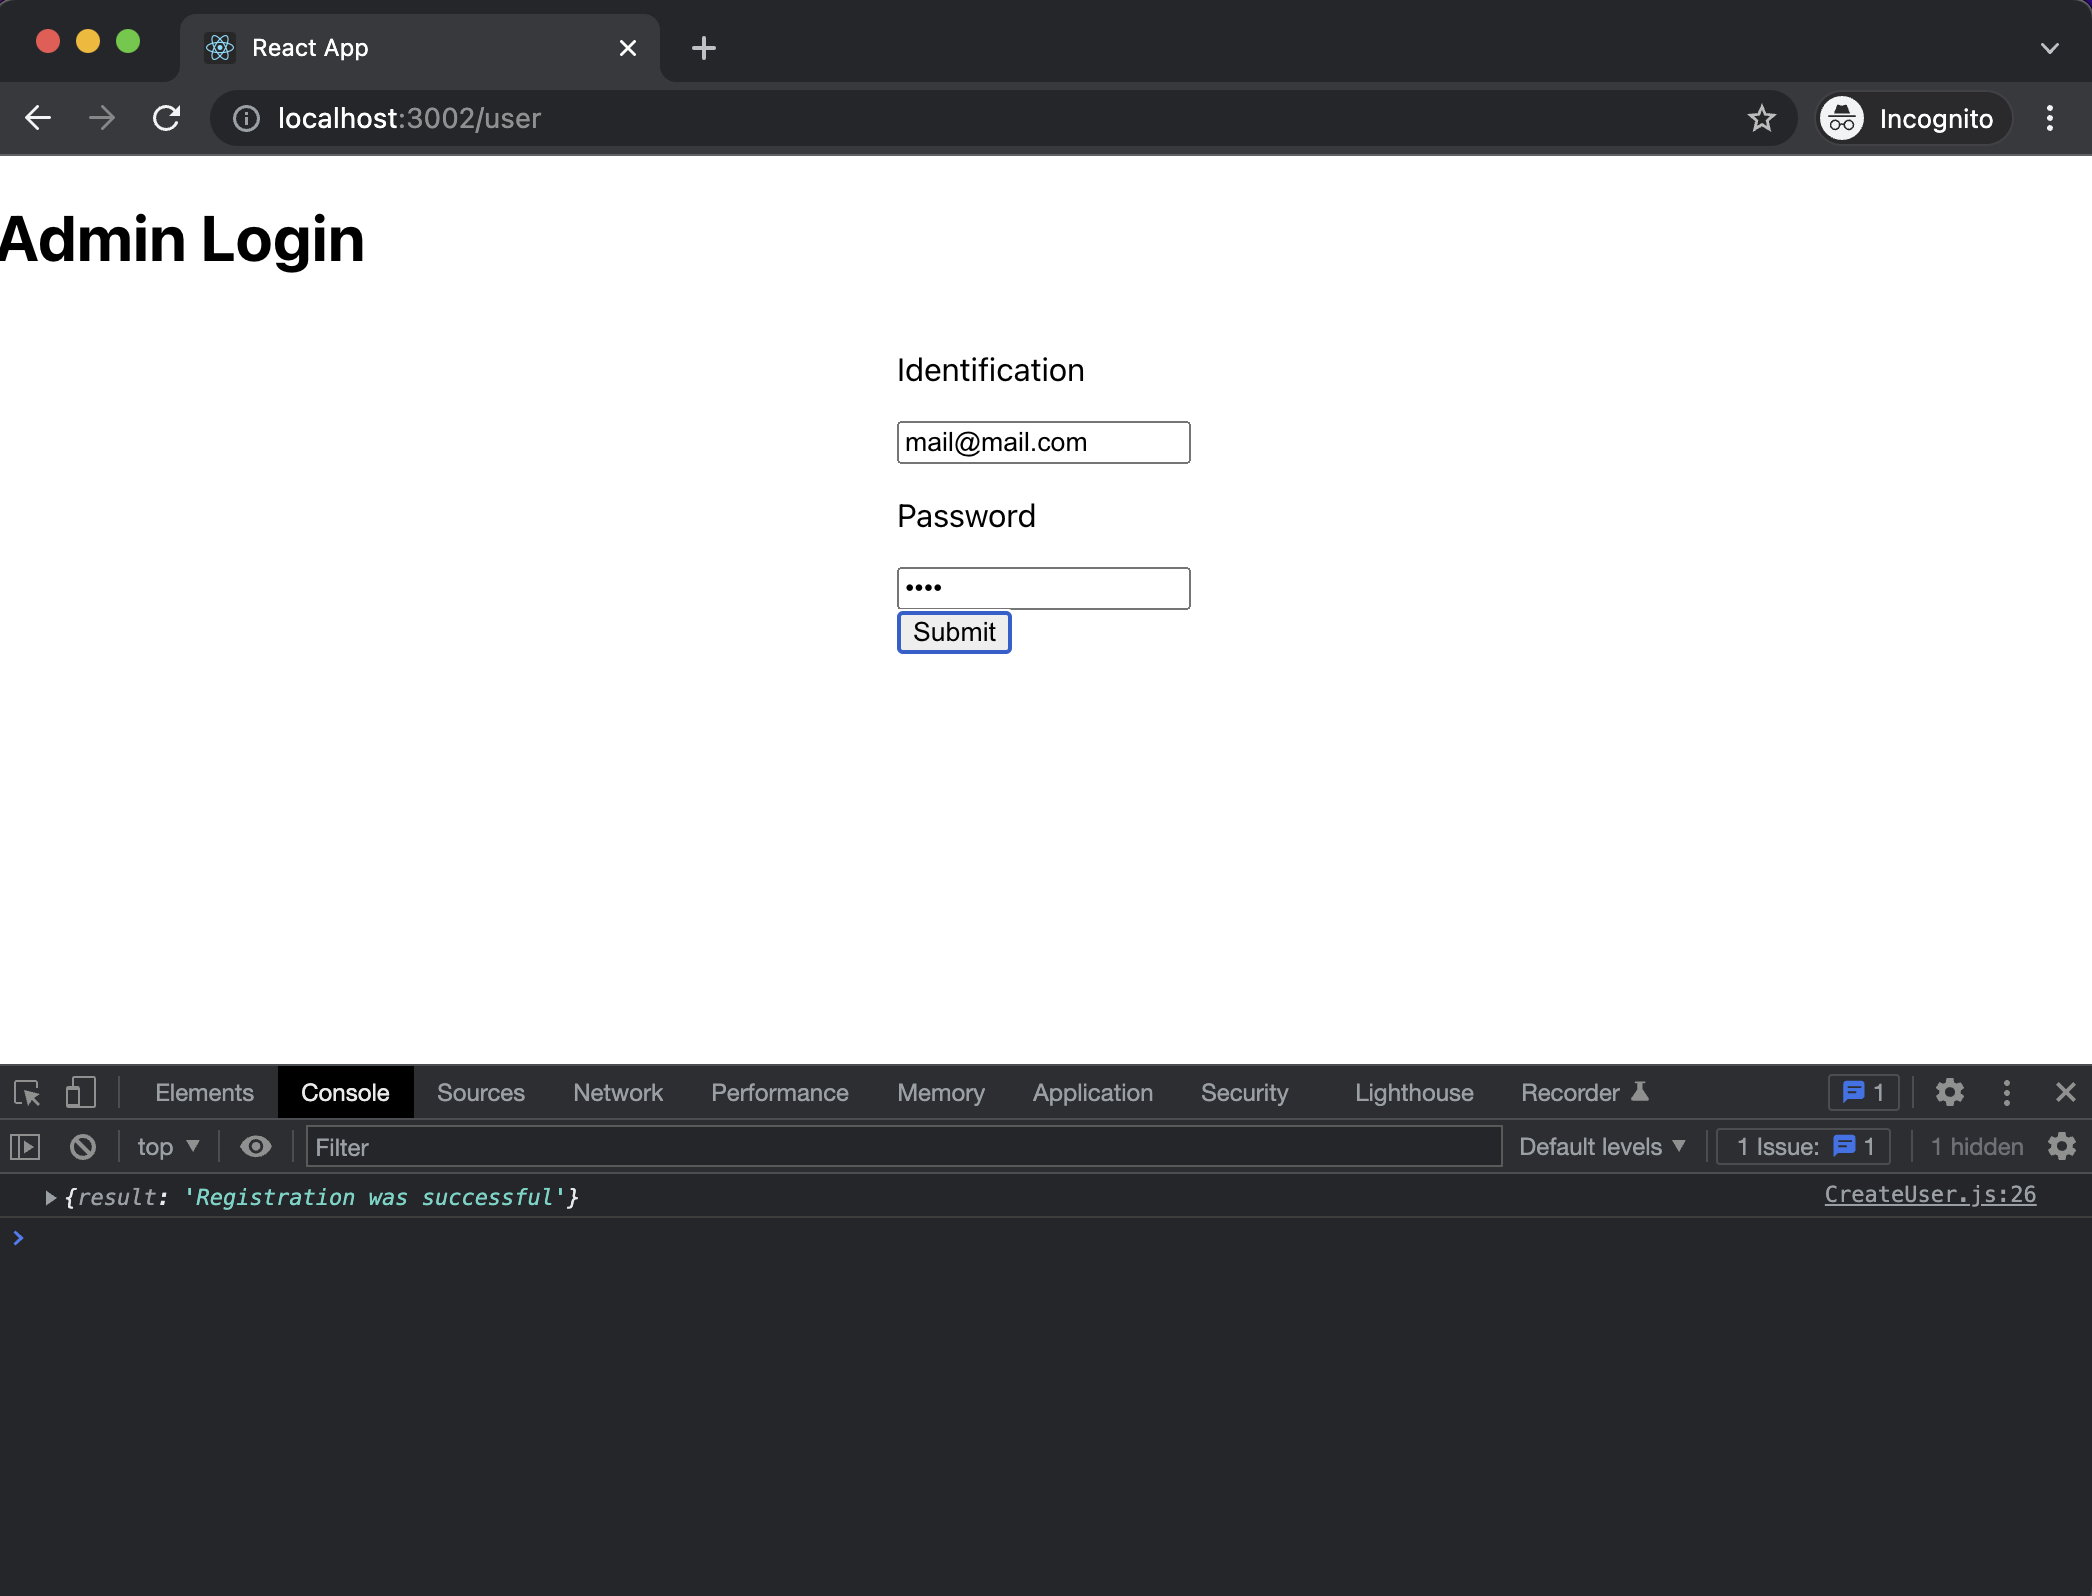 React App
localhost:3002/user
Incognito
Admin Login
Identification
mail@mail.com
Password
••••
Submit
Elements Console Sources Network Performance Memory Application Security Lighthouse Recorder 1
top Filter Default levels 1 Issue: 1 1 hidden
{result: 'Registration was successful'} CreateUser.js:26